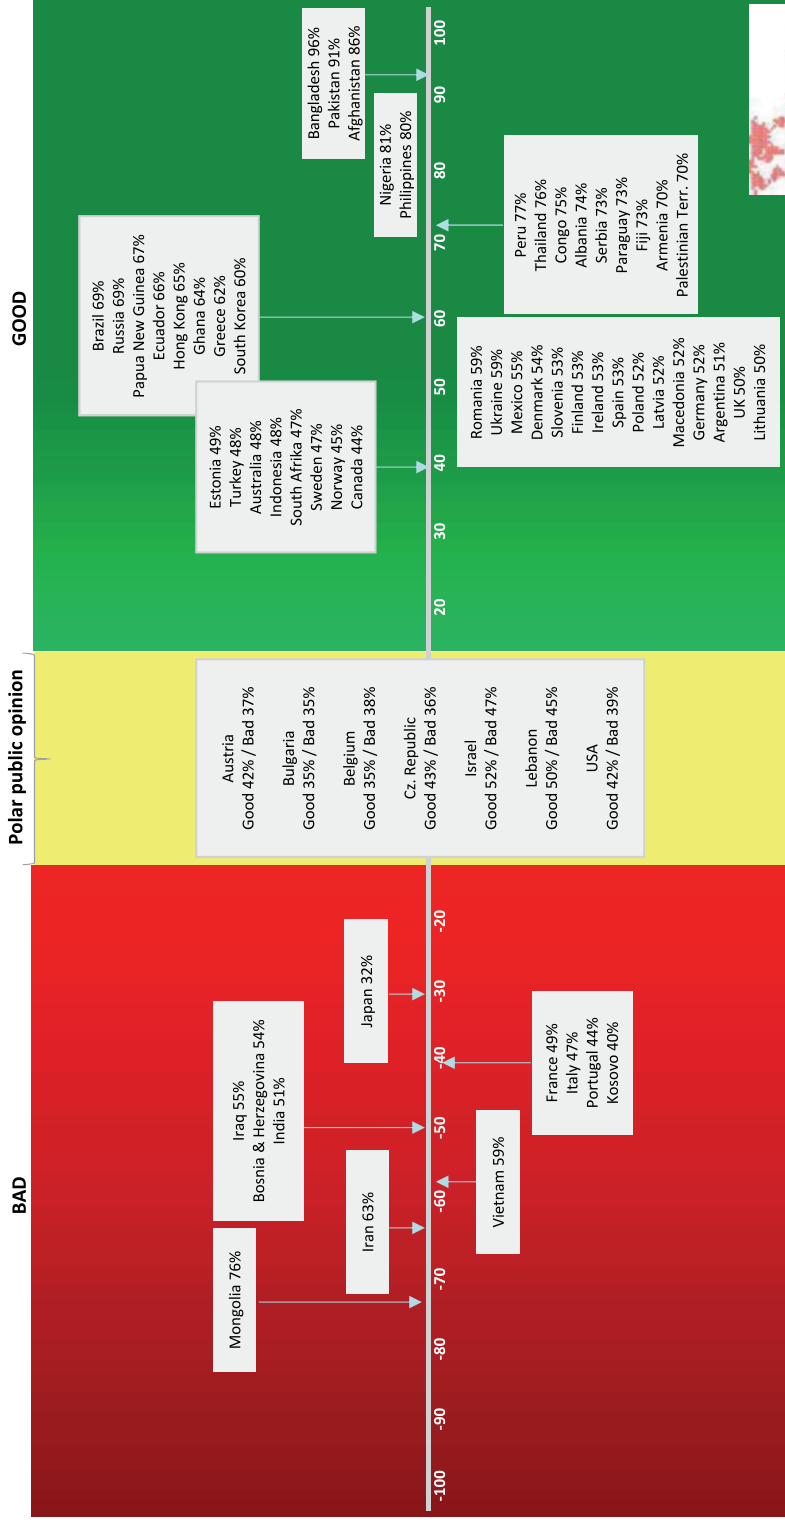 BAD
Polar public opinion
GOOD
Mongolia 76%
Iraq 55%
Bosnia & Herzegovina 54%
India 51%
Iran 63%
Japan 32%
Vietnam 59%
France 49%
Italy 47%
Portugal 44%
Kosovo 40%
Austria
Good 42% / Bad 37%
Bulgaria
Good 35% / Bad 35%
Belgium
Good 35% / Bad 38%
Cz. Republic
Good 43% / Bad 36%
Israel
Good 52% / Bad 47%
Lebanon
Good 50% / Bad 45%
USA
Good 42% / Bad 39%
Estonia 49%
Turkey 48%
Australia 48%
Indonesia 48%
South Afrika 47%
Sweden 47%
Norway 45%
Canada 44%
Brazil 69%
Russia 69%
Papua New Guinea 67%
Ecuador 66%
Hong Kong 65%
Ghana 64%
Greece 62%
South Korea 60%
Bangladesh 96%
Pakistan 91%
Afghanistan 86%
Nigeria 81%
Philippines 80%
-100 -90 -80 -70 -60 -50 -40 -30 -20 20 30 40 50 60 70 80 90 100
Romania 59%
Ukraine 59%
Mexico 55%
Denmark 54%
Slovenia 53%
Finland 53%
Ireland 53%
Spain 53%
Poland 52%
Latvia 52%
Macedonia 52%
Germany 52%
Argentina 51%
UK 50%
Lithuania 50%
Peru 77%
Thailand 76%
Congo 75%
Albania 74%
Serbia 73%
Paraguay 73%
Fiji 73%
Armenia 70%
Palestinian Terr. 70%